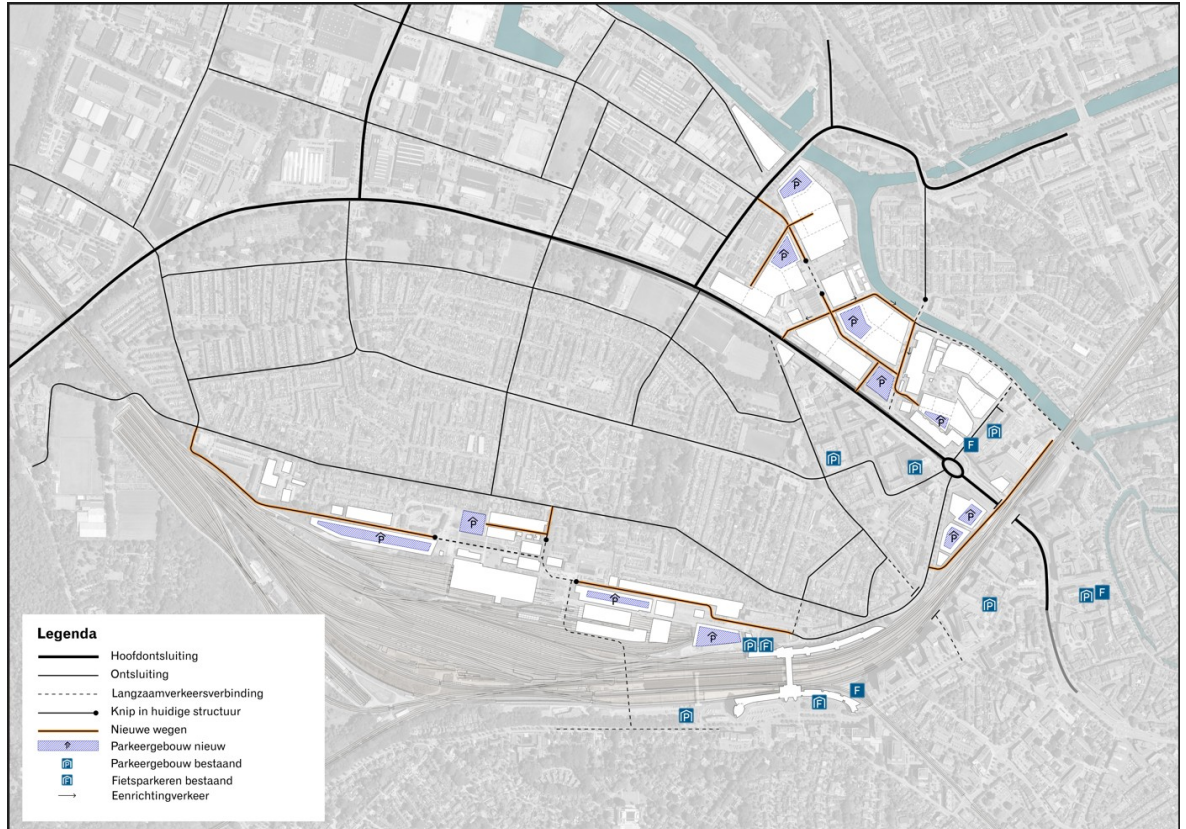 P
P
P
P
P
F
P
P
P
P
P
P
P
P
P
P
P
F
P
P
F
F
F
P
Legenda
Hoofdontsluiting
Ontsluiting
Langzaamverkeersverbinding
Knip in huidige structuur
Nieuwe wegen
P Parkeergebouw nieuw
P Parkeergebouw bestaand
F Fietsparkeren bestaand
Eenrichtingverkeer